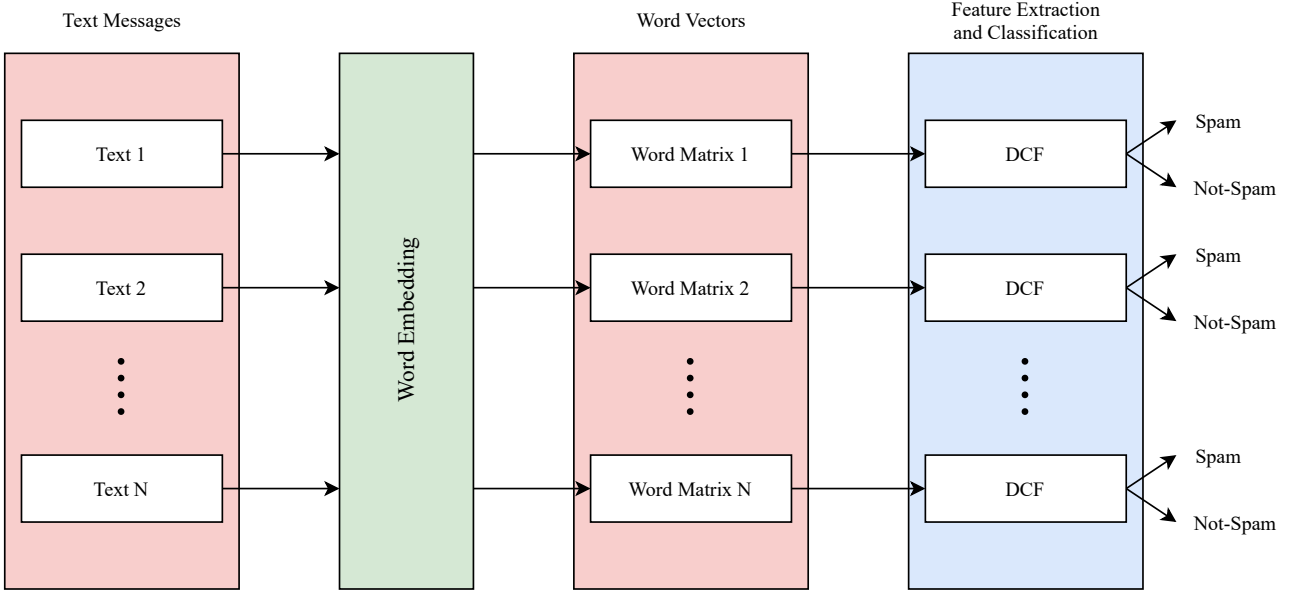 Text Messages
Word Vectors
Feature Extraction
and Classification
Text 1
Word Matrix 1
DCF
Spam
Not-Spam
Word Embedding
Text 2
Word Matrix 2
DCF
Spam
Not-Spam
Text N
Word Matrix N
DCF
Spam
Not-Spam